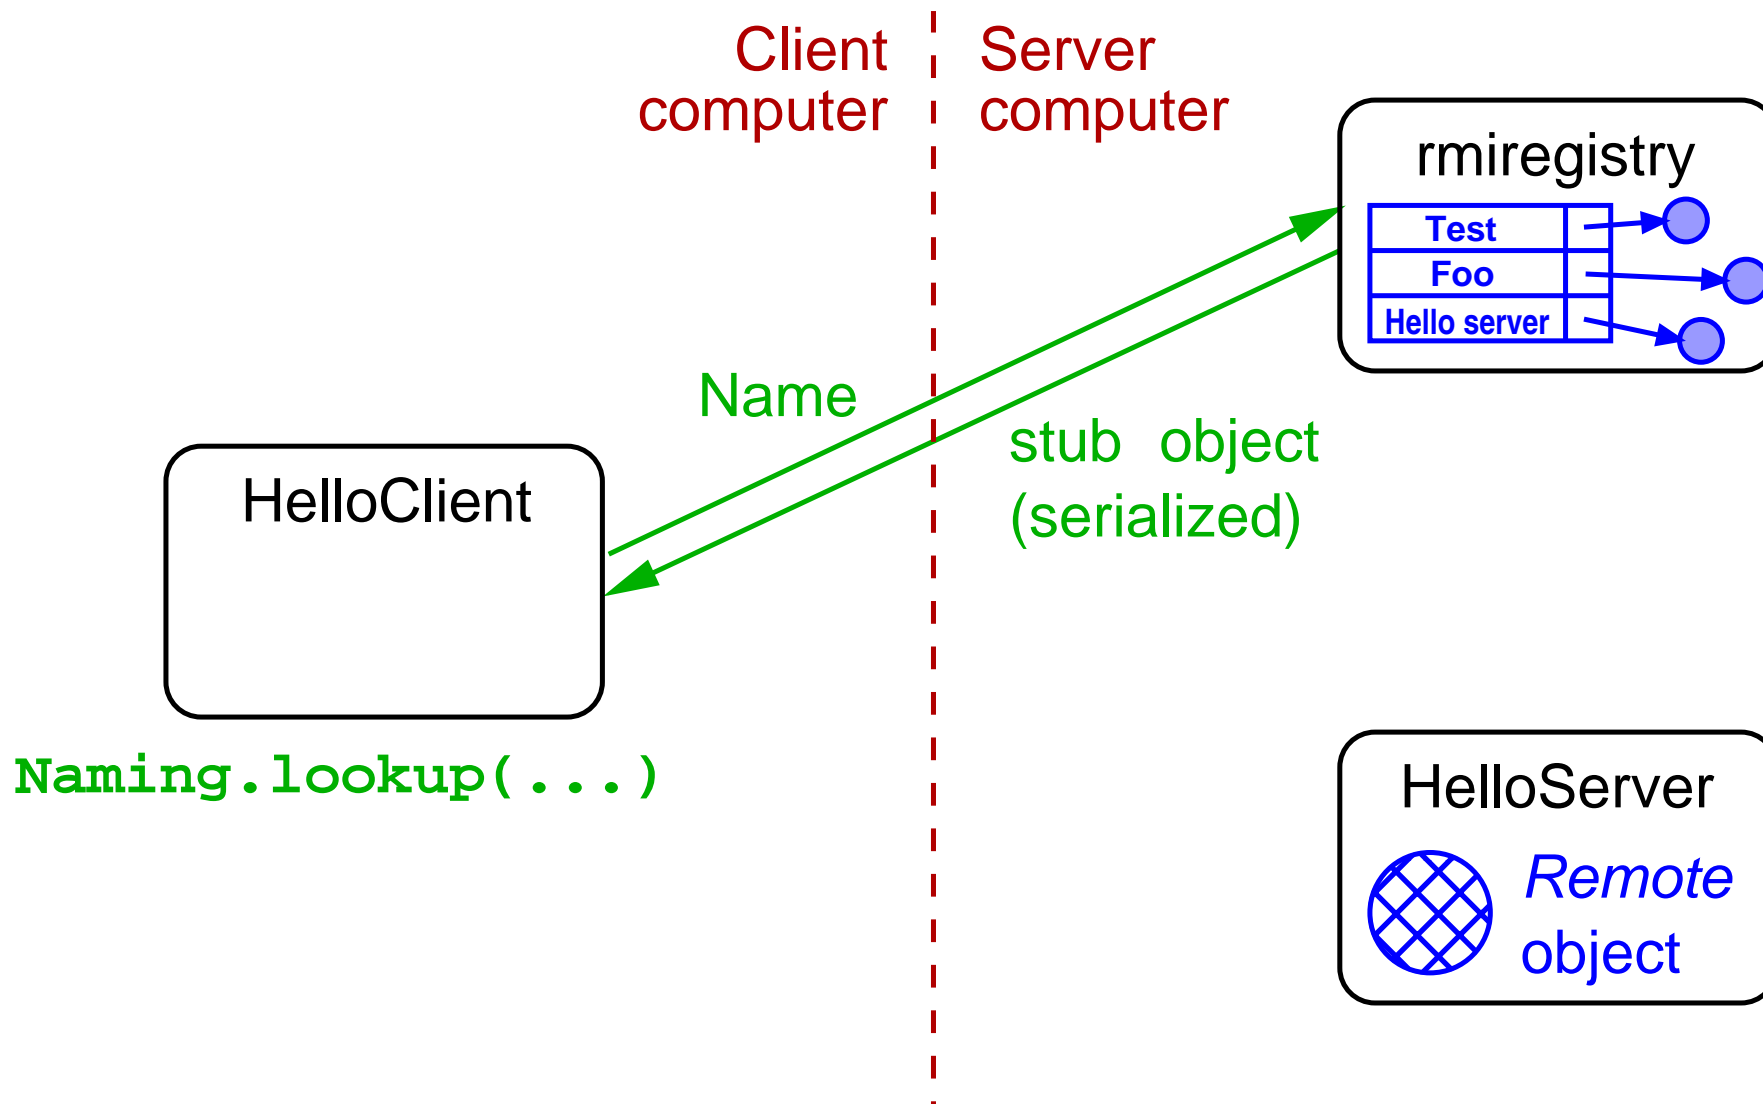 Client
computer
Server
computer
rmiregistry
Test
Foo
Hello server
Name
stub object
(serialized)
HelloClient
Naming.lookup(...)
HelloServer
Remote
object